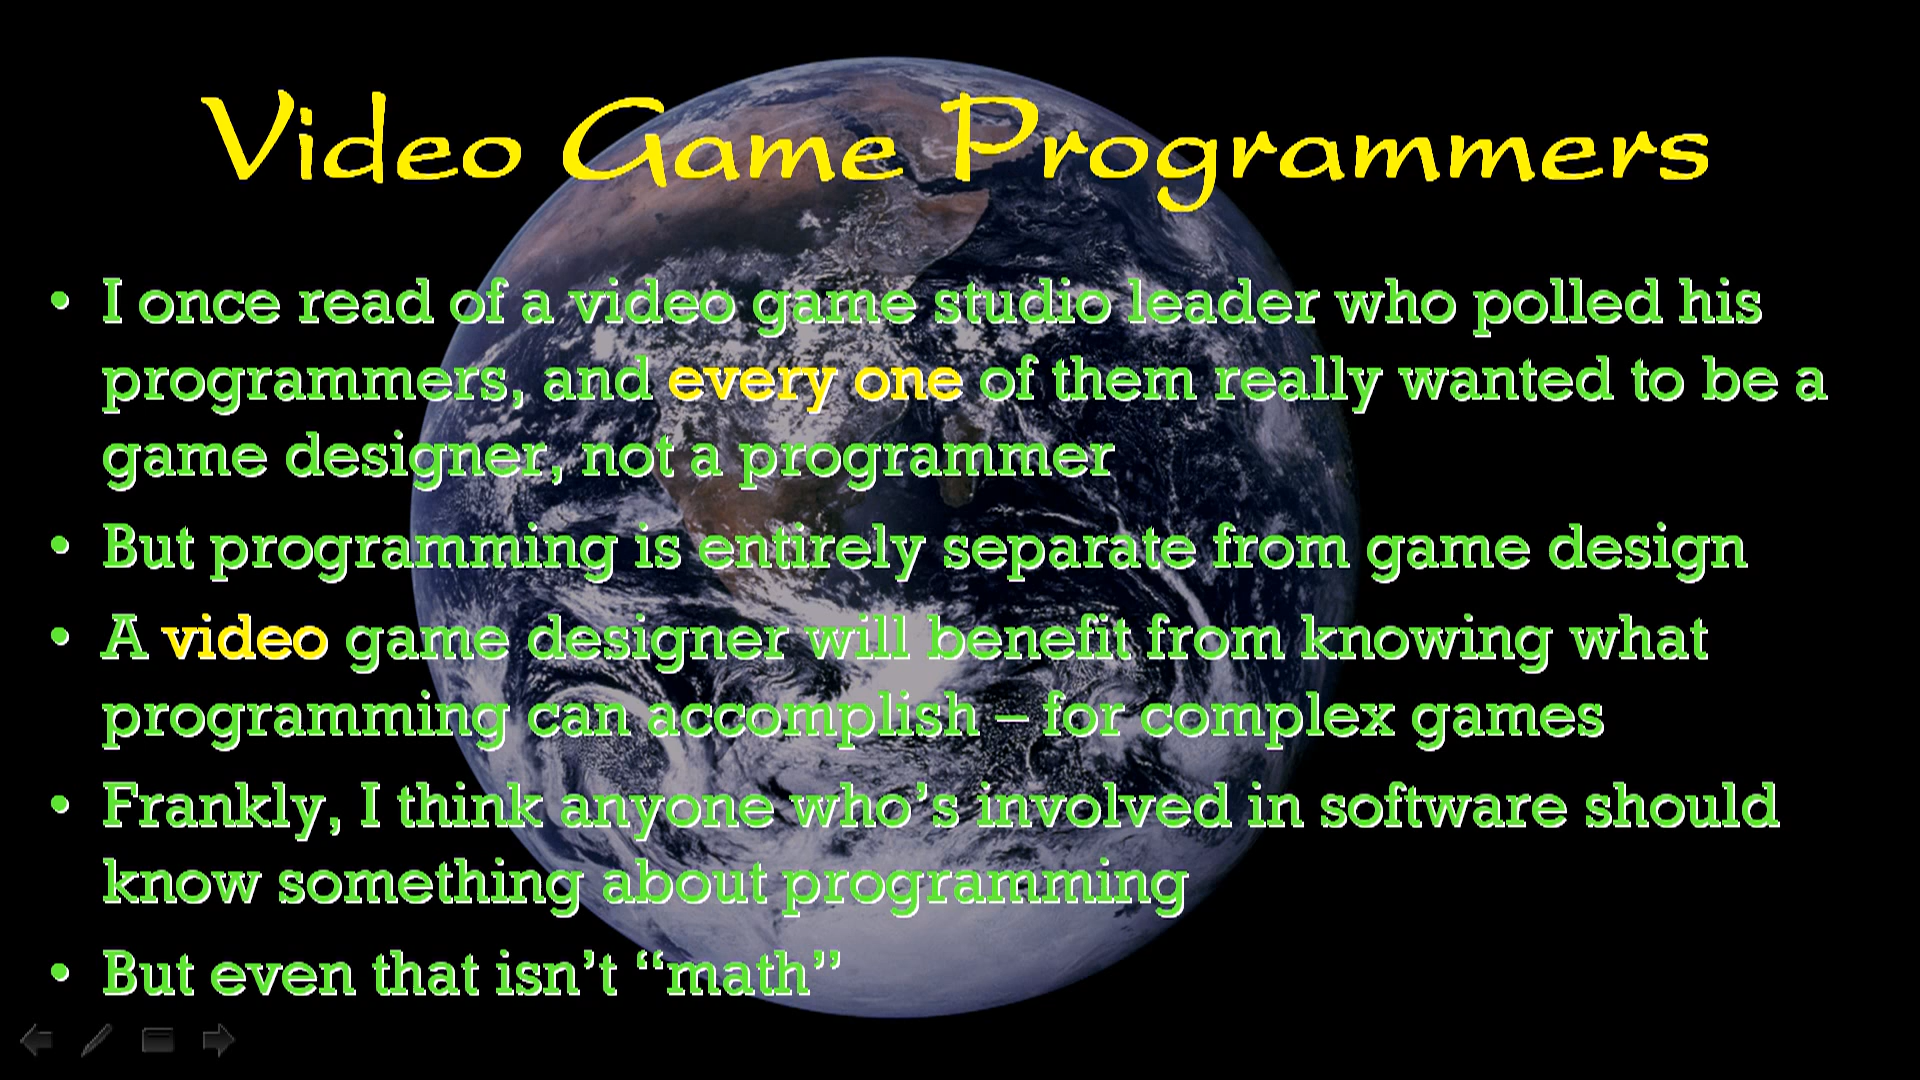 Video Game Programmers
• I once read of a video game studio leader who polled his
programmers, and every one of them really wanted to be a
game designer, not a programmer
• But programming is entirely separate from game design
• A video game designer will benefit from knowing what
programming can accomplish – for complex games
• Frankly, I think anyone who’s involved in software should
know something about programming
• But even that isn’t “math”